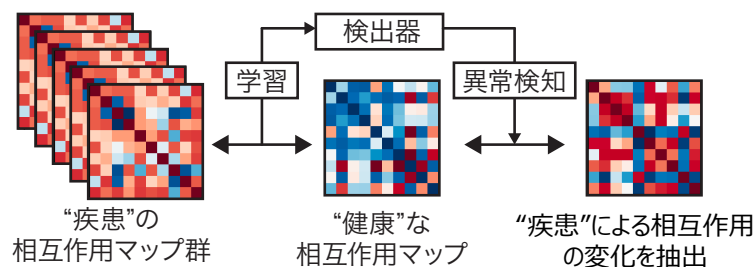 検出器
学習
異常検知
“疾患”の
相互作用マップ群
“健康”な
相互作用マップ
“疾患”による相互作用
の変化を抽出